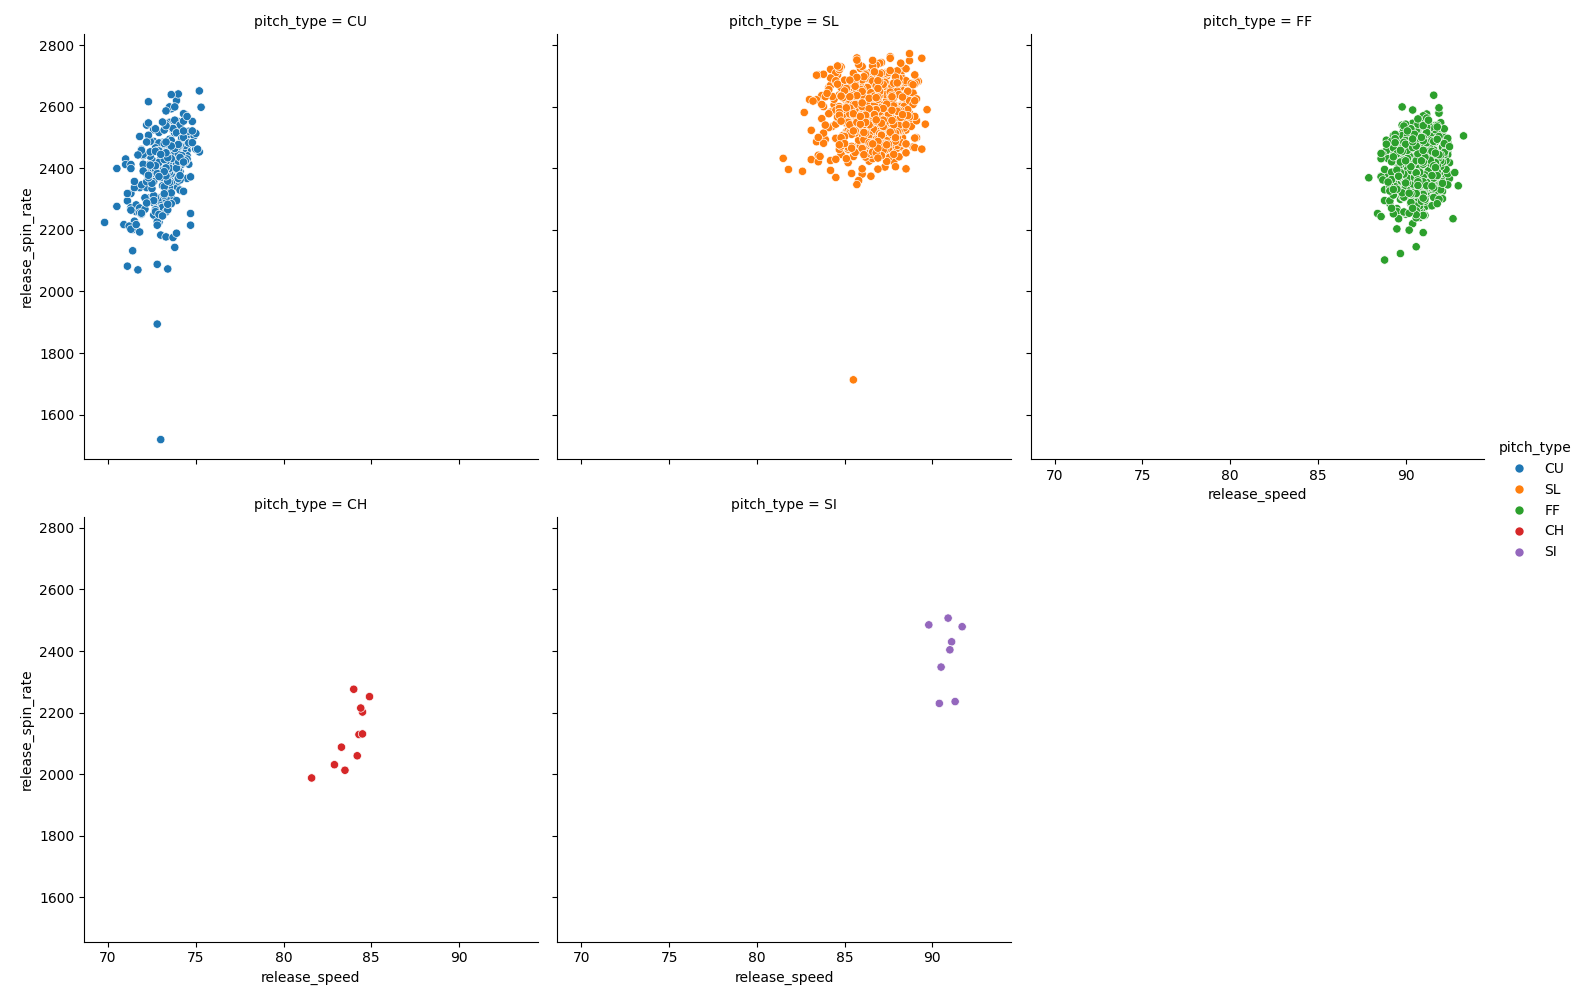 pitch_type = CU
pitch_type = SL
pitch_type = FF
2800
2600
2400
2200
2000
1800
1600
release_spin_rate
70 75 80 85 90
release_speed
pitch_type
CU
SL
FF
CH
SI
pitch_type = CH
pitch_type = SI
2800
2600
2400
2200
2000
1800
1600
release_spin_rate
70 75 80 85 90
release_speed
70 75 80 85 90
release_speed